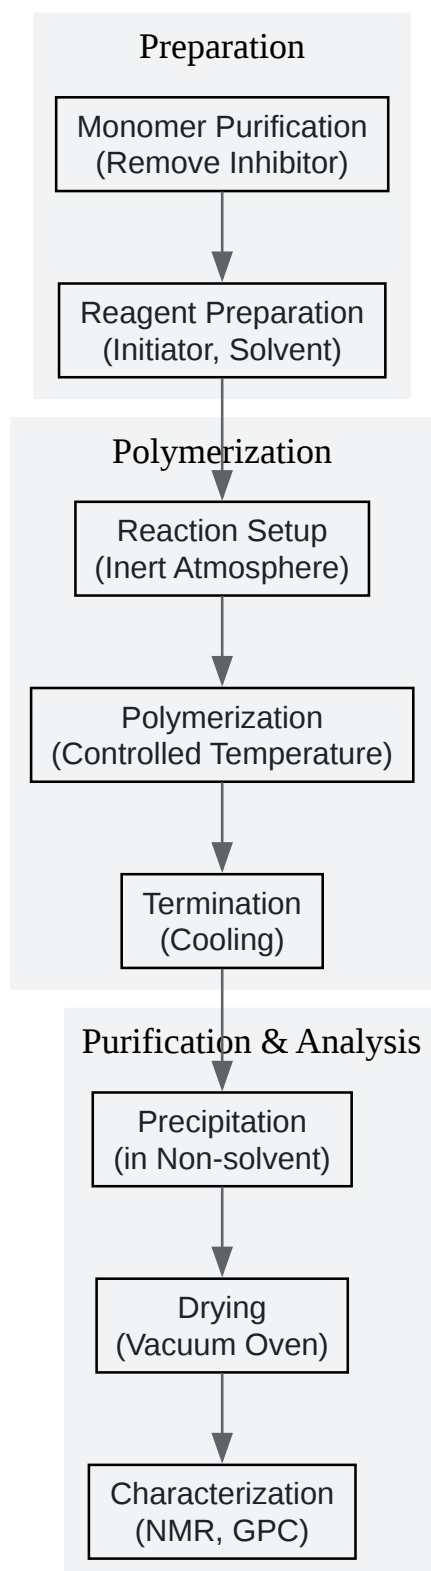 Preparation
Monomer Purification
(Remove Inhibitor)
Reagent Preparation
(Initiator, Solvent)
Polymerization
Reaction Setup
(Inert Atmosphere)
Polymerization
(Controlled Temperature)
Termination
(Cooling)
Purification & Analysis
Precipitation
(in Non-solvent)
Drying
(Vacuum Oven)
Characterization
(NMR, GPC)